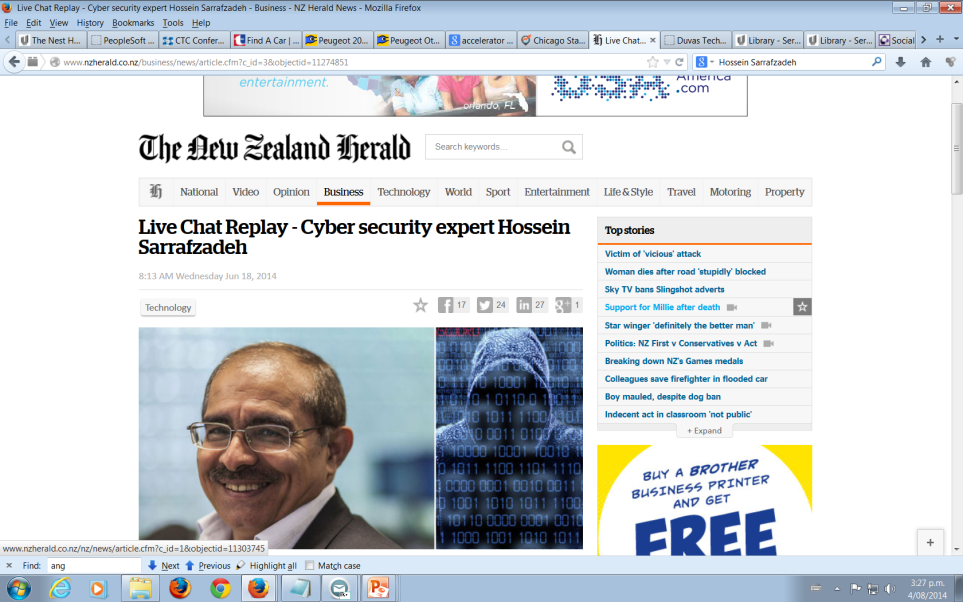 Live Chat Replay - Cyber security expert Hossein Sarrafzadeh - Business - NZ Herald News - Mozilla Firefox
File Edit View History Bookmarks Tools Help
The Nest H... PeopleSoft ... CTC Confer... Find A Car | ... Peugeot 20... Peugeot Ot... accelerator ... Chicago Sta... Live Chat... Duvas Tech... Library - Ser... Library - Ser... Social
www.nzherald.co.nz/business/news/article.cfm?c_id=3&objectid=11274851
Hossein Sarrafzadeh
entertainment.
orlando, FL
USA
America
.com
The New Zealand Herald
Search keywords...
National Video Opinion Business Technology World Sport Entertainment Life & Style Travel Motoring Property
Live Chat Replay - Cyber security expert Hossein
Sarrafzadeh
8:13 AM Wednesday Jun 18, 2014
Technology
17 24 27 1
Top stories
Victim of 'vicious' attack
Woman dies after road 'stupidly' blocked
Sky TV bans Slingshot adverts
Support for Millie after death
Star winger 'definitely the better man'
Politics: NZ First v Conservatives v Act
Breaking down NZ's Games medals
Colleagues save firefighter in flooded car
Boy mauled, despite dog ban
Indecent act in classroom 'not public'
+ Expand
BUY A BROTHER
BUSINESS PRINTER
AND GET
FREE
www.nzherald.co.nz/nz/news/article.cfm?c_id=1&objectid=11303745
Find: ang Next Previous Highlight all Match case
3:27 p.m.
4/08/2014